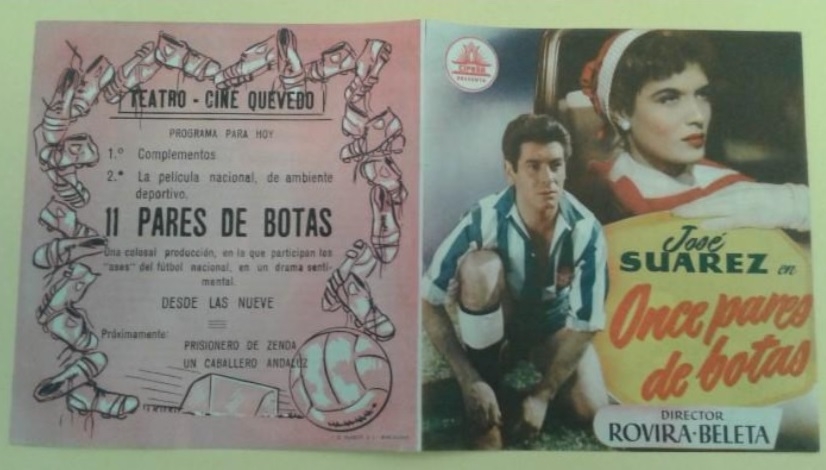 TEATRO - CINE QUEVEDO
PROGRAMA PARA HOY
1.º Complementos.
2.ª La película nacional, de ambiente
deportivo.
11 PARES DE BOTAS
Una colosal producción, en la que participan los
"ases" del fútbol nacional, en un drama senti-
mental.
DESDE LAS NUEVE
Próximamente:
PRISIONERO DE ZENDA
UN CABALLERO ANDALUZ
Cifesa
PRESENTA
José
SUAREZ en
Once pares
de botas
DIRECTOR
ROVIRA-BELETA